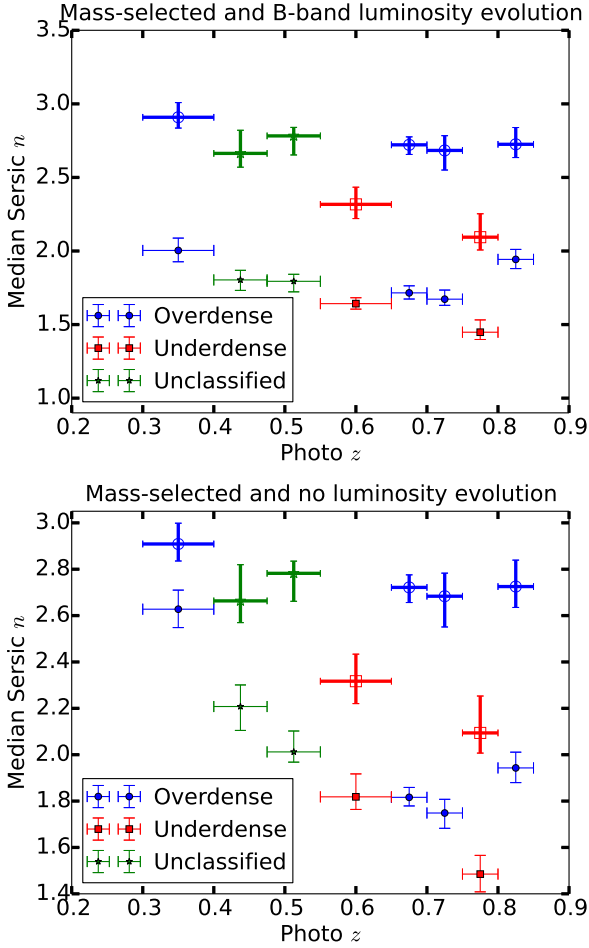 Mass-selected and B-band luminosity evolution
3.5
3.0
2.5
2.0
1.5
1.0
Median Sersic n
Overdense
Underdense
Unclassified
0.2 0.3 0.4 0.5 0.6 0.7 0.8 0.9
Photo z
Mass-selected and no luminosity evolution
3.0
2.8
2.6
2.4
2.2
2.0
1.8
1.6
1.4
Median Sersic n
Overdense
Underdense
Unclassified
0.2 0.3 0.4 0.5 0.6 0.7 0.8 0.9
Photo z